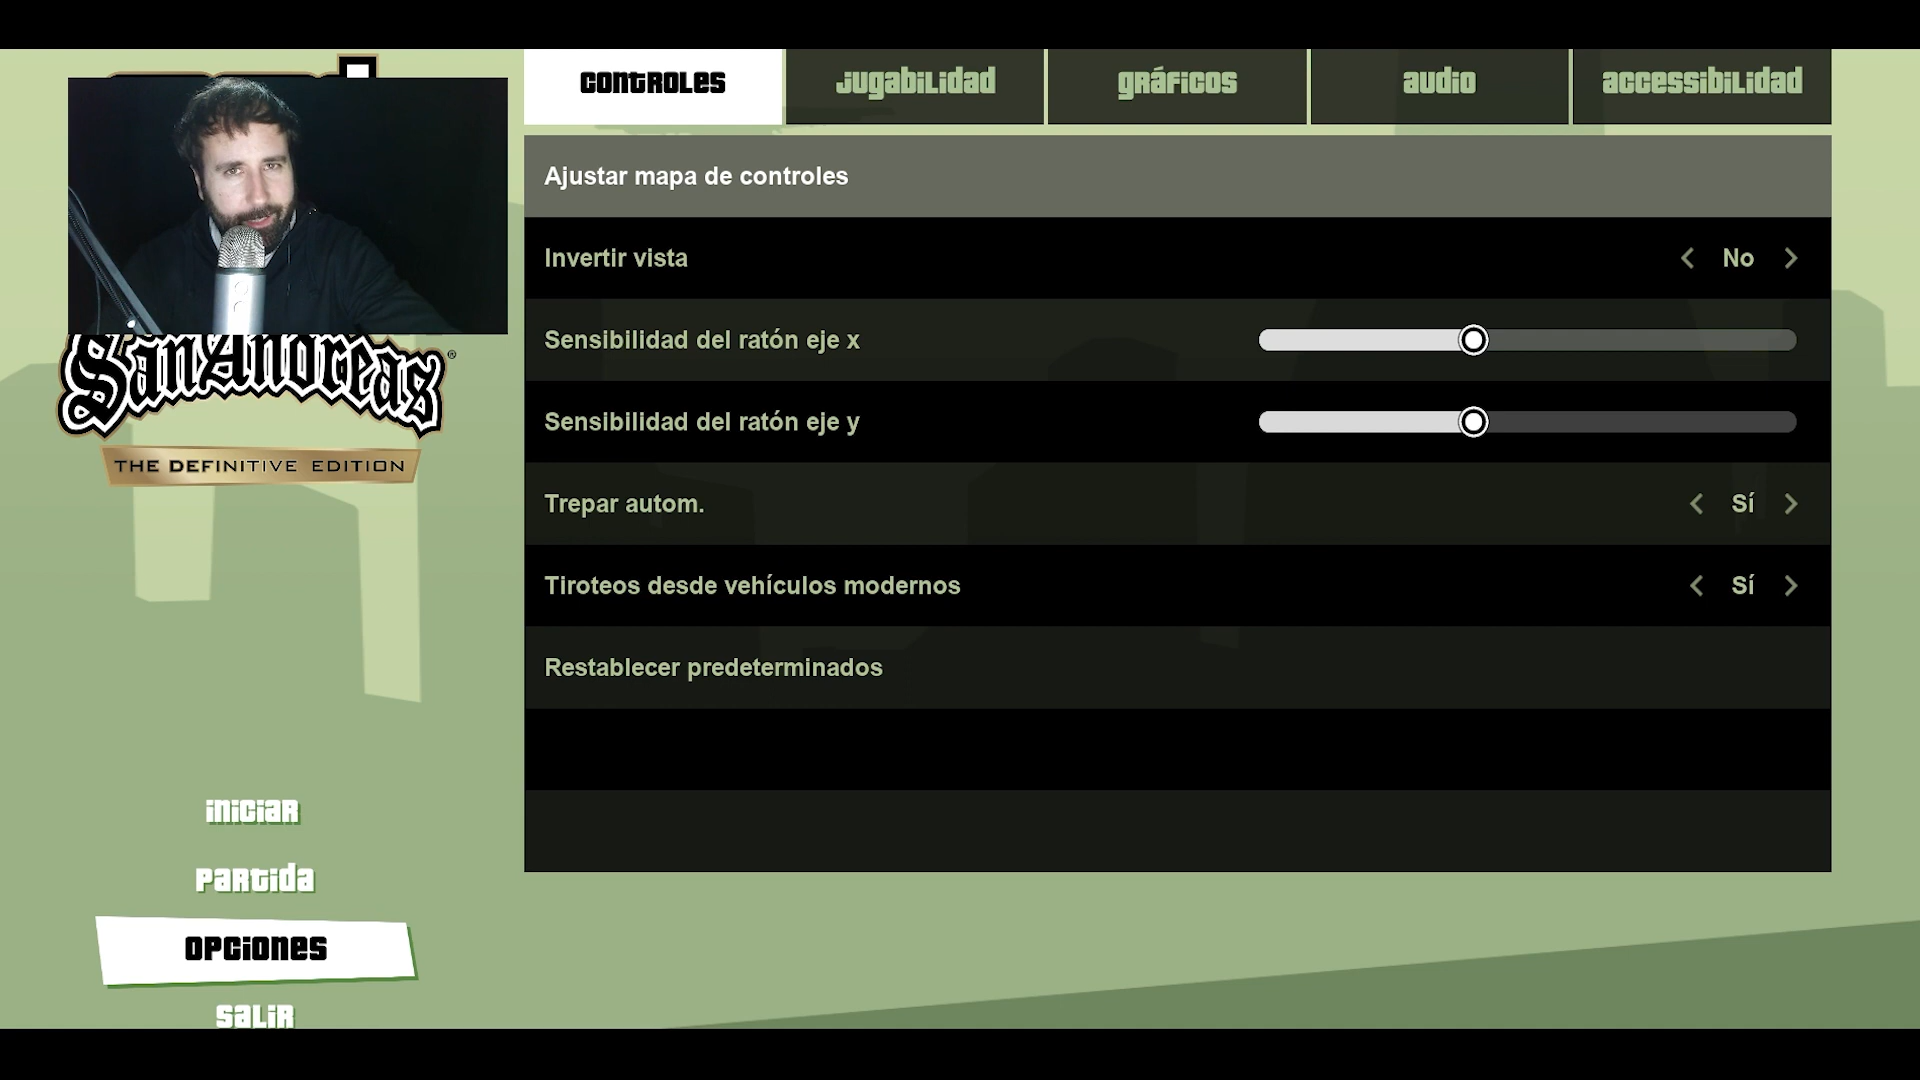 CONTROLES
JUGABILIDAD
GRÁFICOS
AUDIO
ACCESSIBILIDAD
Ajustar mapa de controles
Invertir vista
No
Sensibilidad del ratón eje x
Sensibilidad del ratón eje y
Trepar autom.
Sí
Tiroteos desde vehículos modernos
Sí
Restablecer predeterminados
SanAndreas®
THE DEFINITIVE EDITION
INICIAR
PARTIDA
OPCIONES
SALIR